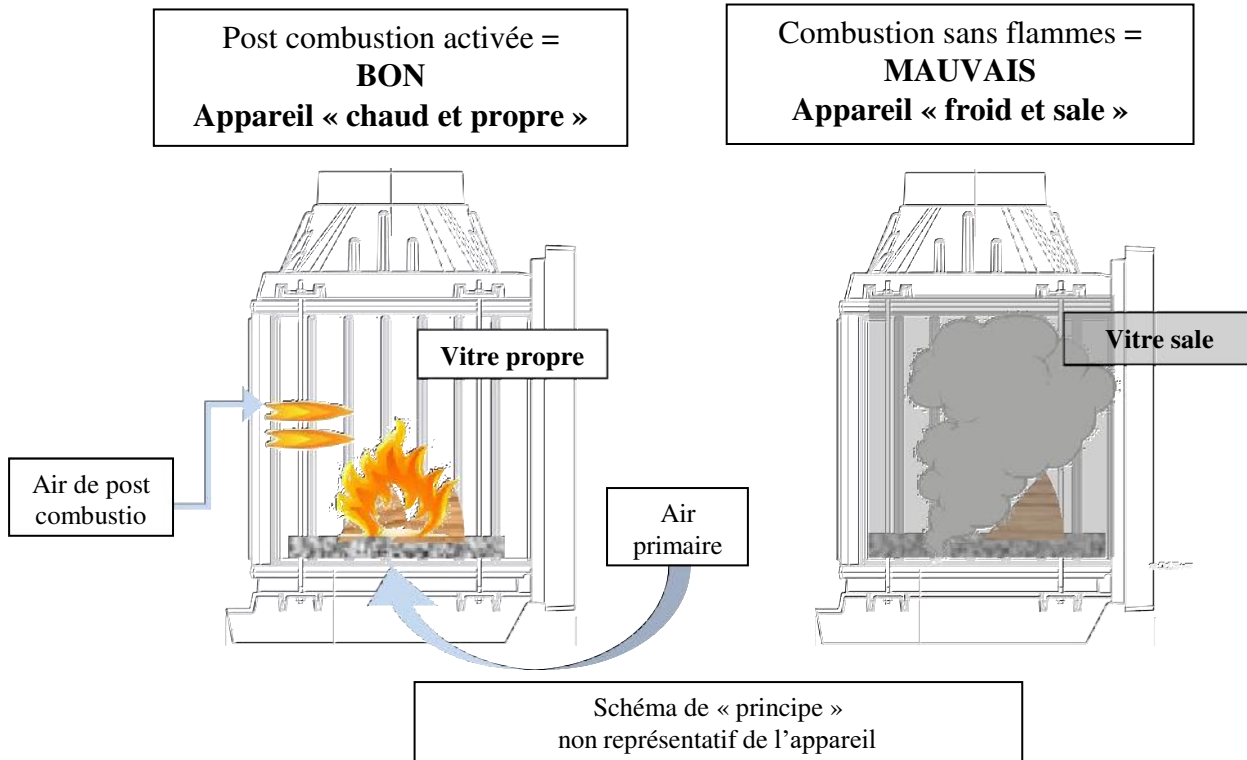 Post combustion activée =
BON
Appareil « chaud et propre »
Combustion sans flammes =
MAUVAIS
Appareil « froid et sale »
Vitre propre
Vitre sale
Air de post
combustio
Air
primaire
Schéma de « principe »
non représentatif de l’appareil